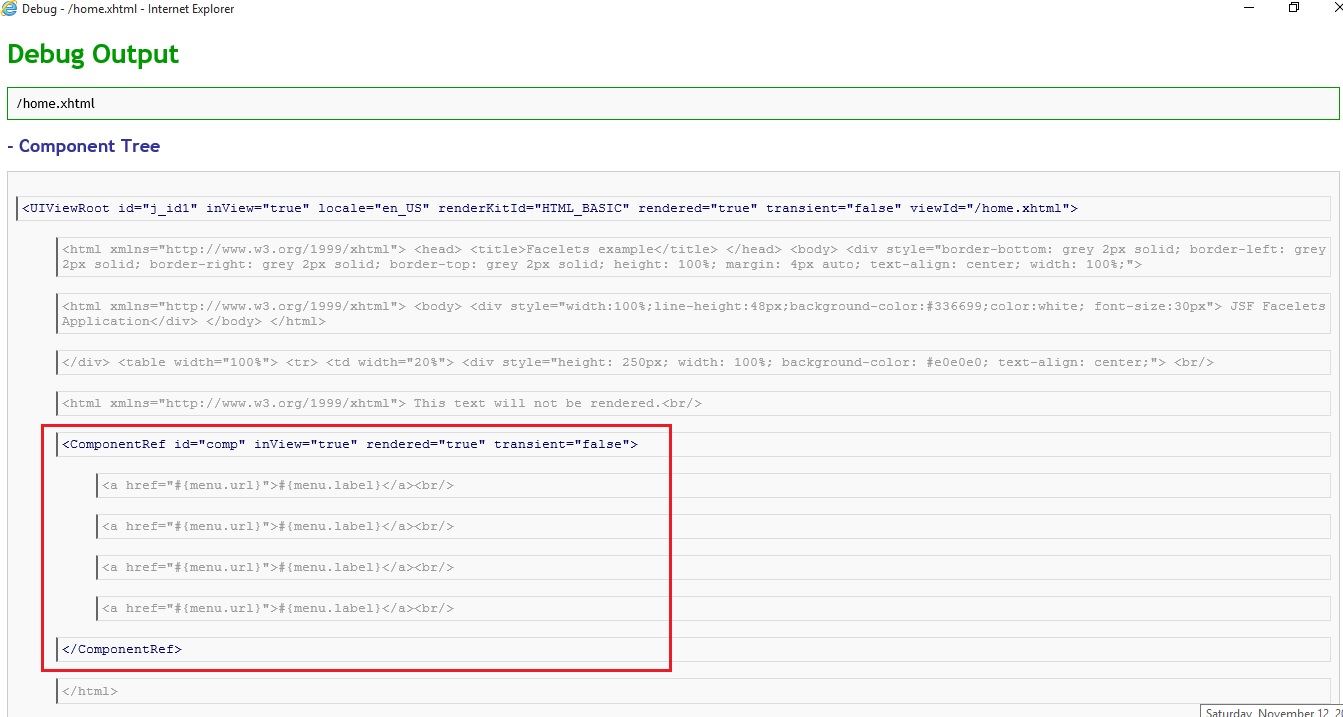 Debug - /home.xhtml - Internet Explorer
Debug Output
/home.xhtml
- Component Tree
<UIViewRoot id="j_id1" inView="true" locale="en_US" renderKitId="HTML_BASIC" rendered="true" transient="false" viewId="/home.xhtml">
<html xmlns="http://www.w3.org/1999/xhtml"> <head> <title>Facelets example</title> </head> <body> <div style="border-bottom: grey 2px solid; border-left: grey
2px solid; border-right: grey 2px solid; border-top: grey 2px solid; height: 100%; margin: 4px auto; text-align: center; width: 100%;">
<html xmlns="http://www.w3.org/1999/xhtml"> <body> <div style="width:100%;line-height:48px;background-color:#336699;color:white; font-size:30px"> JSF Facelets
Application</div> </body> </html>
</div> <table width="100%"> <tr> <td width="20%"> <div style="height: 250px; width: 100%; background-color: #e0e0e0; text-align: center;"> <br/>
<html xmlns="http://www.w3.org/1999/xhtml"> This text will not be rendered.<br/>
<ComponentRef id="comp" inView="true" rendered="true" transient="false">
<a href="#{menu.url}">#{menu.label}</a><br/>
<a href="#{menu.url}">#{menu.label}</a><br/>
<a href="#{menu.url}">#{menu.label}</a><br/>
<a href="#{menu.url}">#{menu.label}</a><br/>
</ComponentRef>
</html>
Saturday, November 12,